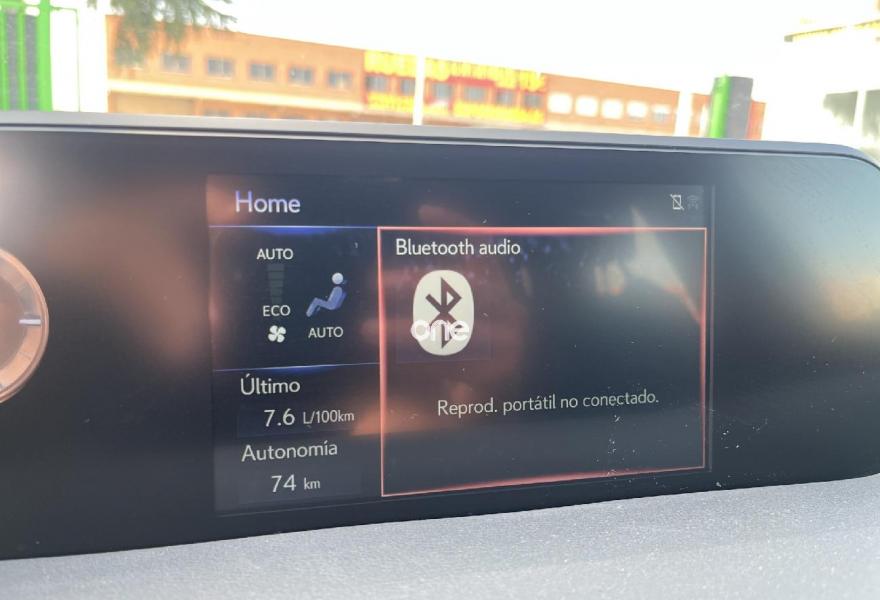 Home
AUTO
ECO
AUTO
Último
7.6 L/100km
Autonomía
74 km
Bluetooth audio
one
Reprod. portátil no conectado.